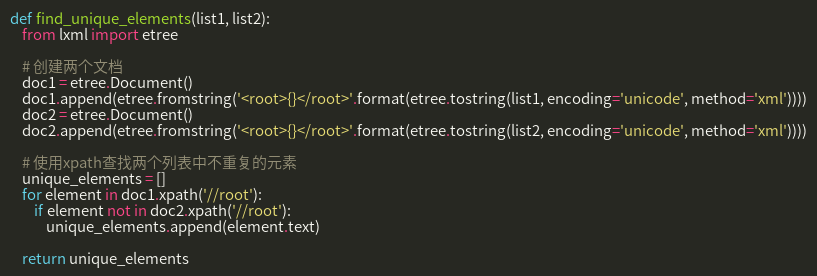 def find_unique_elements(list1, list2):
from lxml import etree
# 创建两个文档
doc1 = etree.Document()
doc1.append(etree.fromstring('<root>{}</root>'.format(etree.tostring(list1, encoding='unicode', method='xml'))))
doc2 = etree.Document()
doc2.append(etree.fromstring('<root>{}</root>'.format(etree.tostring(list2, encoding='unicode', method='xml'))))
# 使用xpath查找两个列表中不重复的元素
unique_elements = []
for element in doc1.xpath('//root'):
if element not in doc2.xpath('//root'):
unique_elements.append(element.text)
return unique_elements